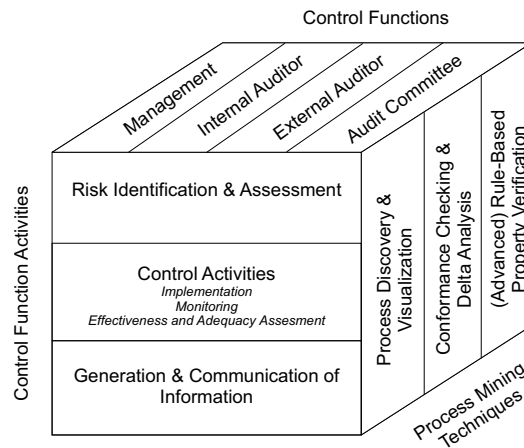 Control Functions
Management
Internal Auditor
External Auditor
Audit Committee
Control Function Activities
Risk Identification & Assessment
Control Activities
Implementation
Monitoring
Effectiveness and Adequacy Assesment
Generation & Communication of
Information
Process Discovery &
Visualization
Conformance Checking &
Delta Analysis
(Advanced) Rule-Based
Property Verification
Process Mining
Techniques